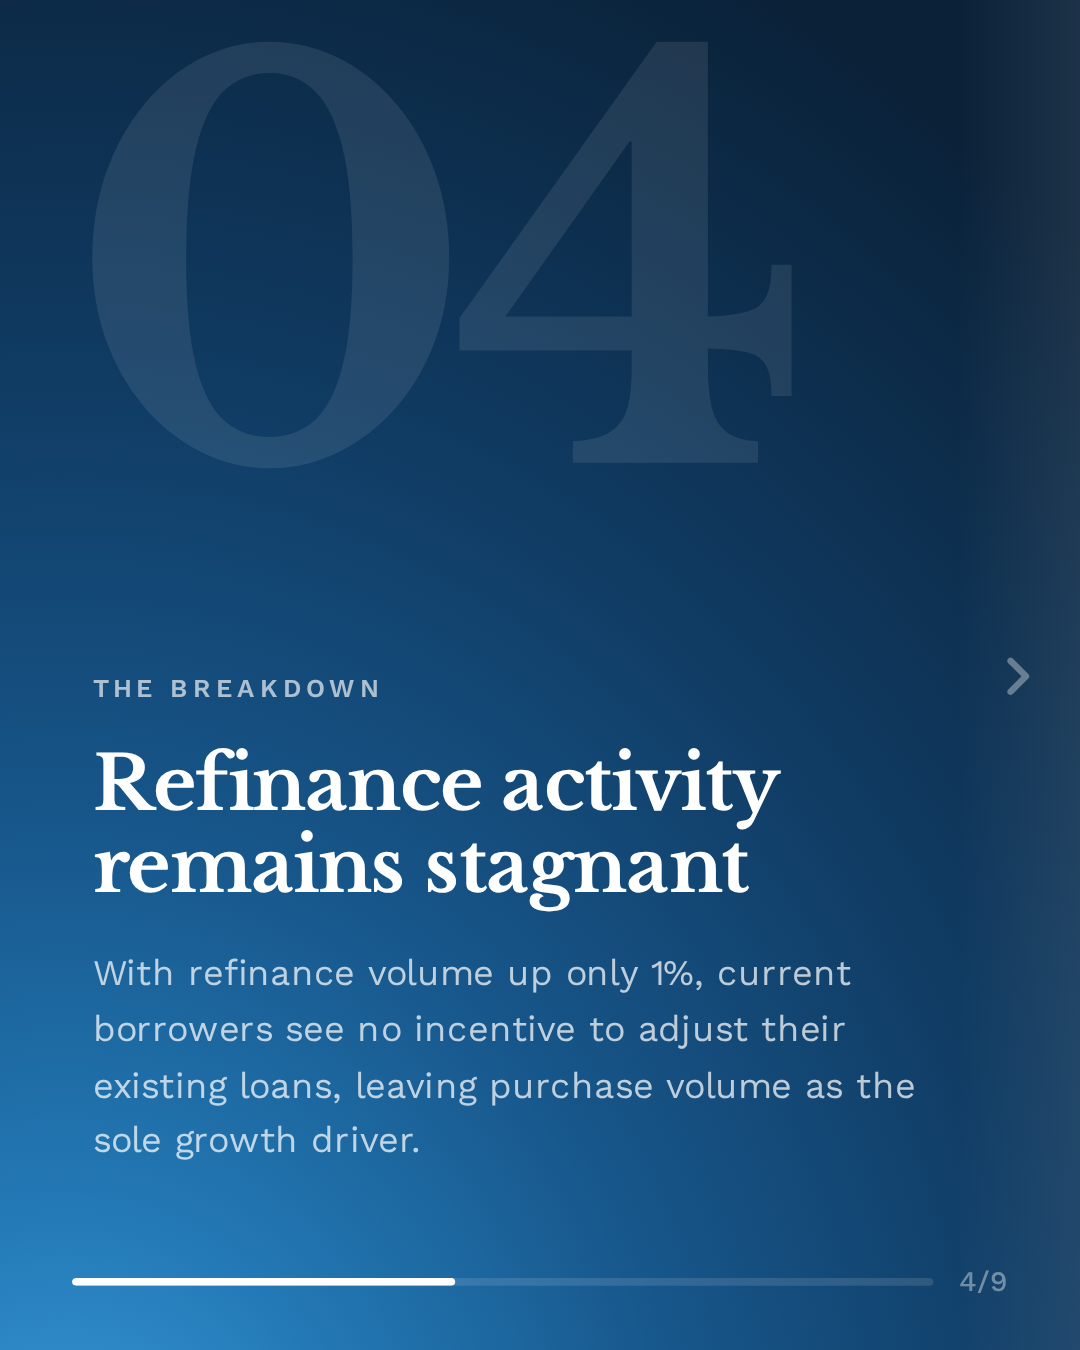 04
THE BREAKDOWN
Refinance activity
remains stagnant
With refinance volume up only 1%, current
borrowers see no incentive to adjust their
existing loans, leaving purchase volume as the
sole growth driver.
4/9